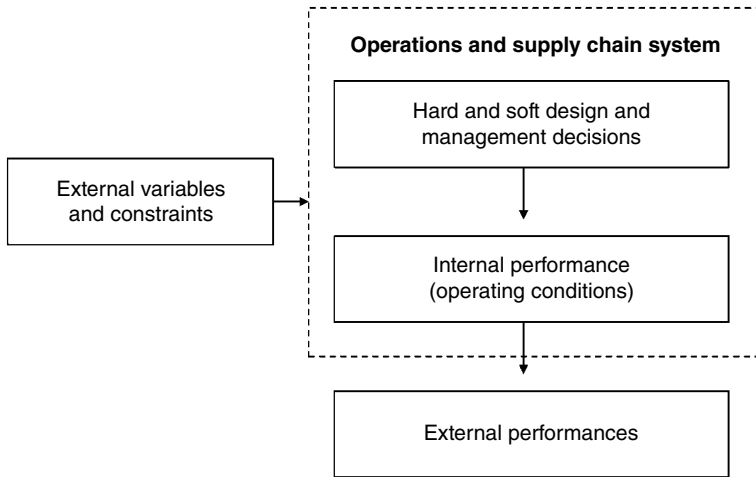 Operations and supply chain system
Hard and soft design and
management decisions
External variables
and constraints
Internal performance
(operating conditions)
External performances